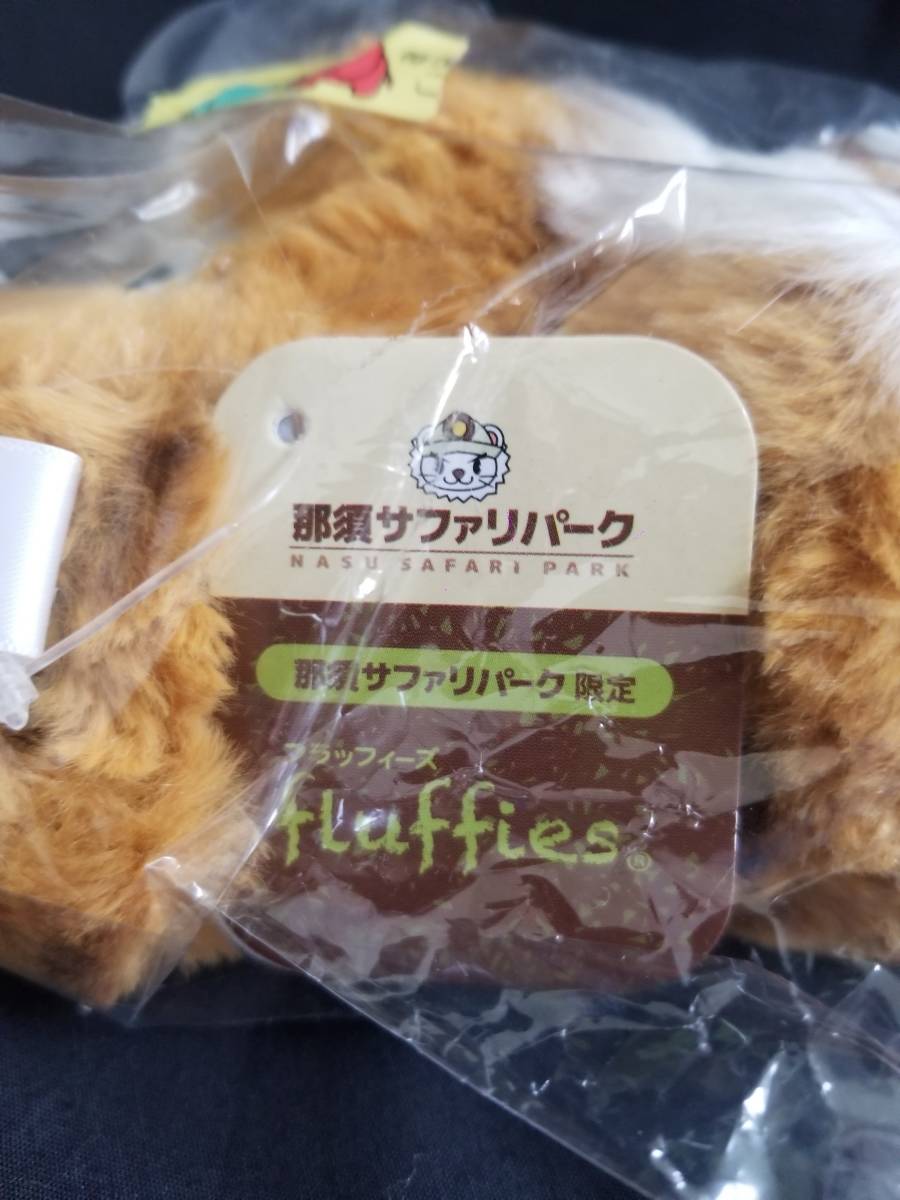 那須サファリパーク
NASU SAFARI PARK
那須サファリパーク 限定
フラッフィーズ
fluffies®